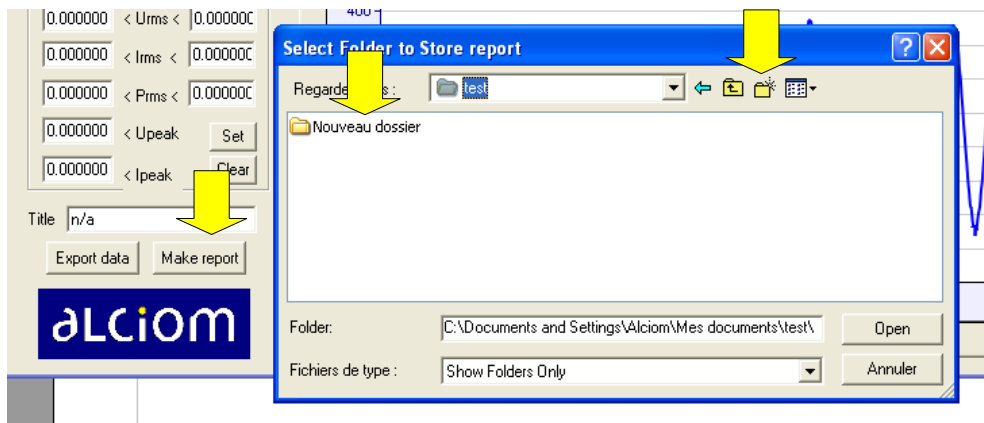 0.000000 < Urms < 0.000000
400
0.000000 < Irms < 0.000000
0.000000 < Prms < 0.000000
0.000000 < Upeak Set
0.000000 < Ipeak Clear
Title n/a
Export data Make report
ALCiom
Select Folder to Store report
test
Nouveau dossier
Folder: C:\Documents and Settings\Alciom\Mes documents\test\ Open
Fichiers de type : Show Folders Only Annuler